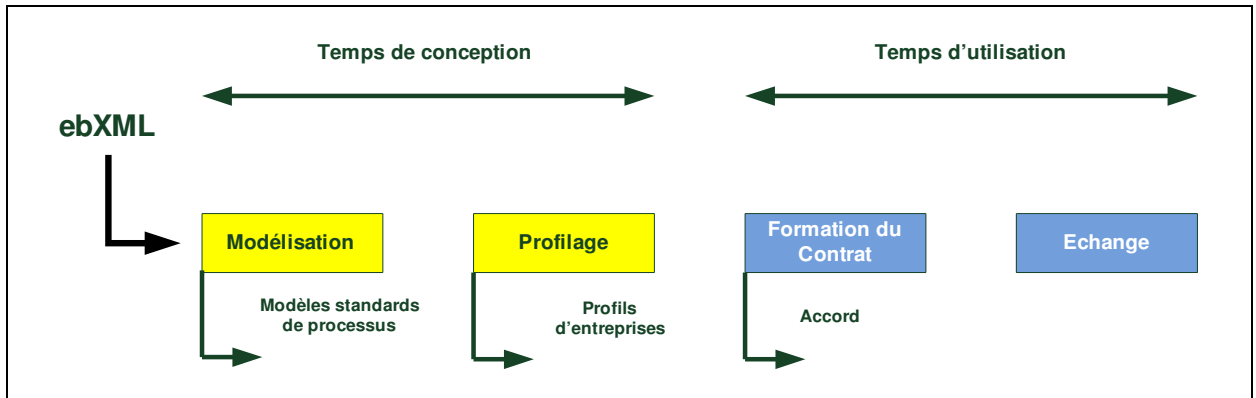 Temps de conception
Temps d'utilisation
ebXML
Modélisation
Profilage
Formation du
Contrat
Echange
Modèles standards
de processus
Profils
d'entreprises
Accord